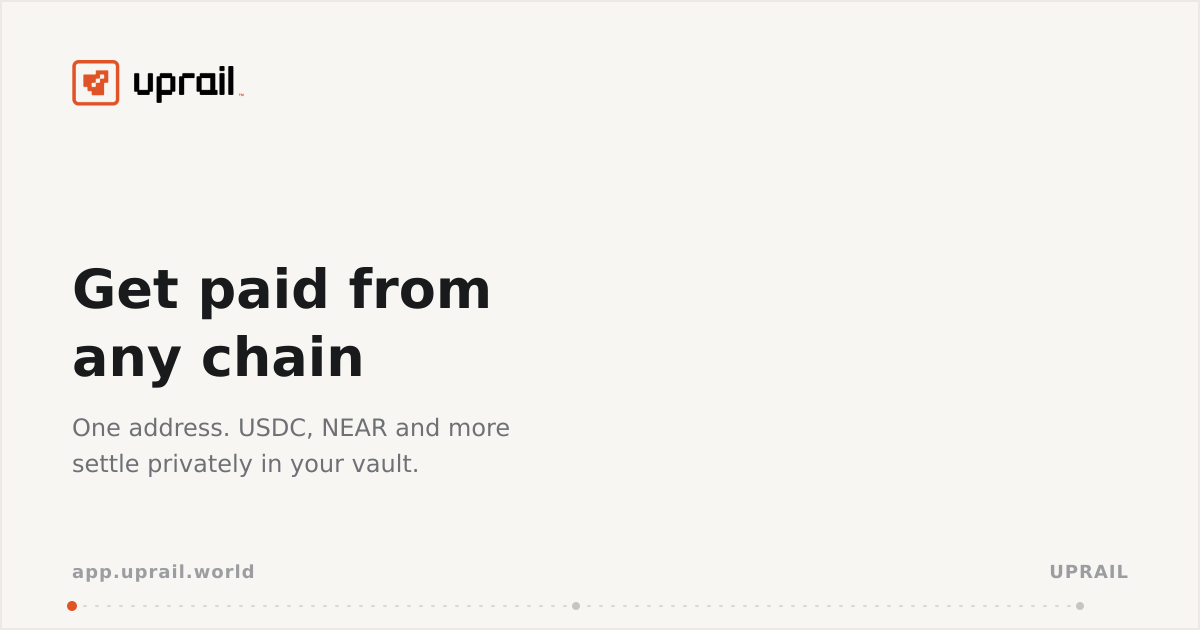 uprail™
Get paid from
any chain
One address. USDC, NEAR and more
settle privately in your vault.
app.uprail.world
UPRAIL